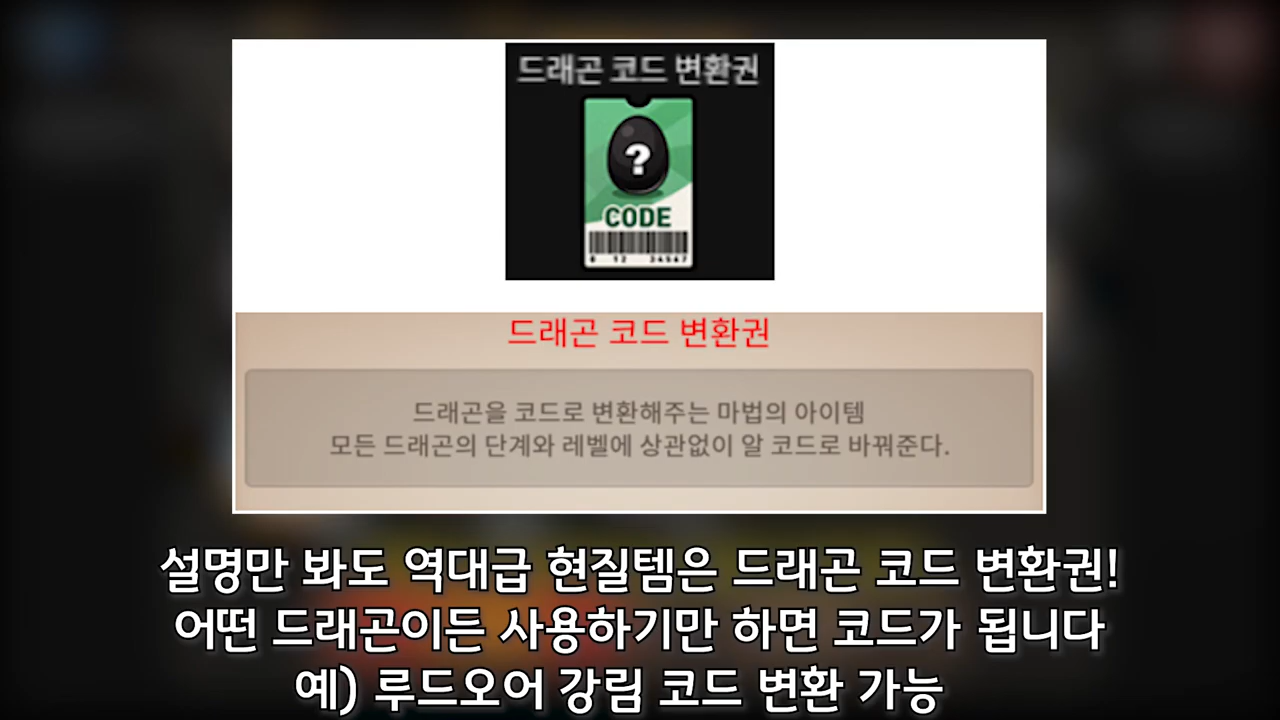 드래곤 코드 변환권
?
CODE
0 12 34567
드래곤 코드 변환권
드래곤을 코드로 변환해주는 마법의 아이템
모든 드래곤의 단계와 레벨에 상관없이 알 코드로 바꿔준다.
설명만 봐도 역대급 현질템은 드래곤 코드 변환권!
어떤 드래곤이든 사용하기만 하면 코드가 됩니다
예) 루드오어 강림 코드 변환 가능